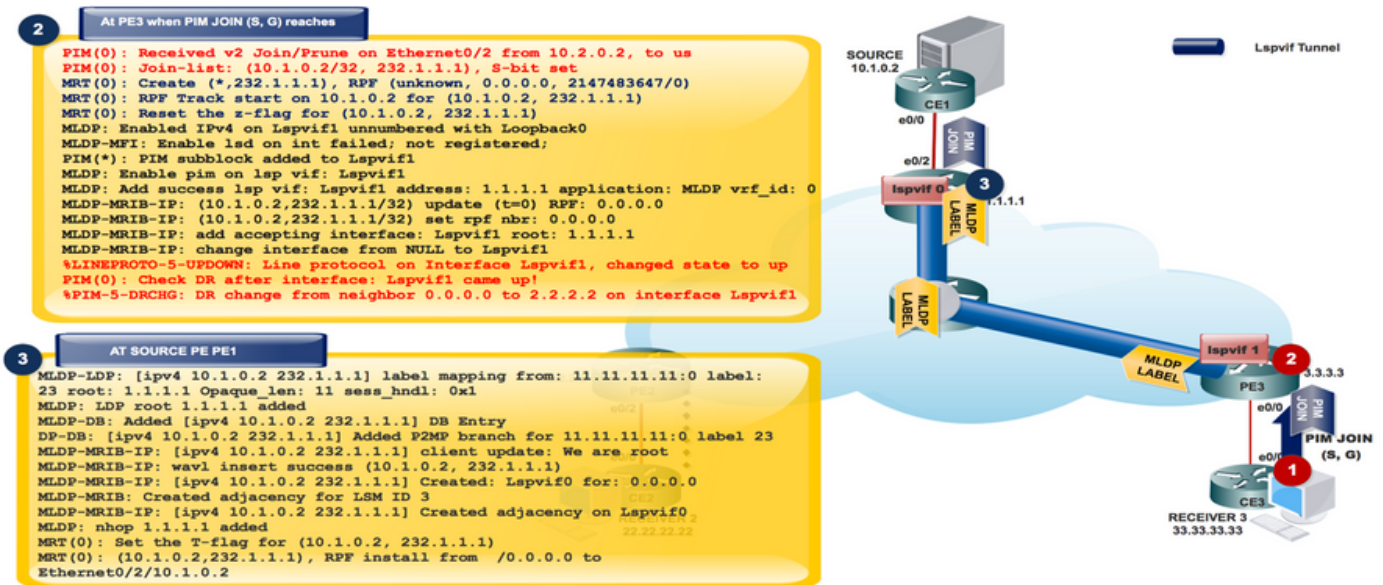 2
At PE3 when PIM JOIN (S, G) reaches
PIM(0): Received v2 Join/Prune on Ethernet0/2 from 10.2.0.2, to us
PIM(0): Join-list: (10.1.0.2/32, 232.1.1.1), S-bit set
MRT(0): Create (*,232.1.1.1), RPF (unknown, 0.0.0.0, 2147483647/0)
MRT(0): RPF Track start on 10.1.0.2 for (10.1.0.2, 232.1.1.1)
MRT(0): Reset the z-flag for (10.1.0.2, 232.1.1.1)
MLDP: Enabled IPv4 on Lspvif1 unnumbered with Loopback0
MLDP-MFI: Enable lsd on int failed; not registered;
PIM(*): PIM subblock added to Lspvif1
MLDP: Enable pim on lsp vif: Lspvif1
MLDP: Add success lsp vif: Lspvif1 address: 1.1.1.1 application: MLDP vrf_id: 0
MLDP-MRIB-IP: (10.1.0.2,232.1.1.1/32) update (t=0) RPF: 0.0.0.0
MLDP-MRIB-IP: (10.1.0.2,232.1.1.1/32) set rpf nbr: 0.0.0.0
MLDP-MRIB-IP: add accepting interface: Lspvif1 root: 1.1.1.1
MLDP-MRIB-IP: change interface from NULL to Lspvif1
%LINEPROTO-5-UPDOWN: Line protocol on Interface Lspvif1, changed state to up
PIM(0): Check DR after interface: Lspvif1 came up!
%PIM-5-DRCHG: DR change from neighbor 0.0.0.0 to 2.2.2.2 on interface Lspvif1
3
AT SOURCE PE PE1
MLDP-LDP: [ipv4 10.1.0.2 232.1.1.1] label mapping from: 11.11.11.11:0 label:
23 root: 1.1.1.1 Opaque_len: 11 sess_hndl: 0x1
MLDP: LDP root 1.1.1.1 added
MLDP-DB: Added [ipv4 10.1.0.2 232.1.1.1] DB Entry
DP-DB: [ipv4 10.1.0.2 232.1.1.1] Added P2MP branch for 11.11.11.11:0 label 23
MLDP-MRIB-IP: [ipv4 10.1.0.2 232.1.1.1] client update: We are root
MLDP-MRIB-IP: wavl insert success (10.1.0.2, 232.1.1.1)
MLDP-MRIB-IP: [ipv4 10.1.0.2 232.1.1.1] Created: Lspvif0 for: 0.0.0.0
MLDP-MRIB: Created adjacency for LSM ID 3
MLDP-MRIB-IP: [ipv4 10.1.0.2 232.1.1.1] Created adjacency on Lspvif0
MLDP: nhop 1.1.1.1 added
MRT(0): Set the T-flag for (10.1.0.2, 232.1.1.1)
MRT(0): (10.1.0.2,232.1.1.1), RPF install from /0.0.0.0 to
Ethernet0/2/10.1.0.2
PE2
e0/2
CE2
RECEIVER 2
22.22.22.22
Lspvif Tunnel
SOURCE
10.1.0.2
CE1
e0/0
PIM
JOIN
e0/2
lspvif 0
3
1.1.1.1
MLDP
LABEL
MLDP
LABEL
MLDP
LABEL
lspvif 1
2
3.3.3.3
PE3
e0/0
PIM
JOIN
PIM JOIN
(S, G)
e0/0
1
CE3
RECEIVER 3
33.33.33.33